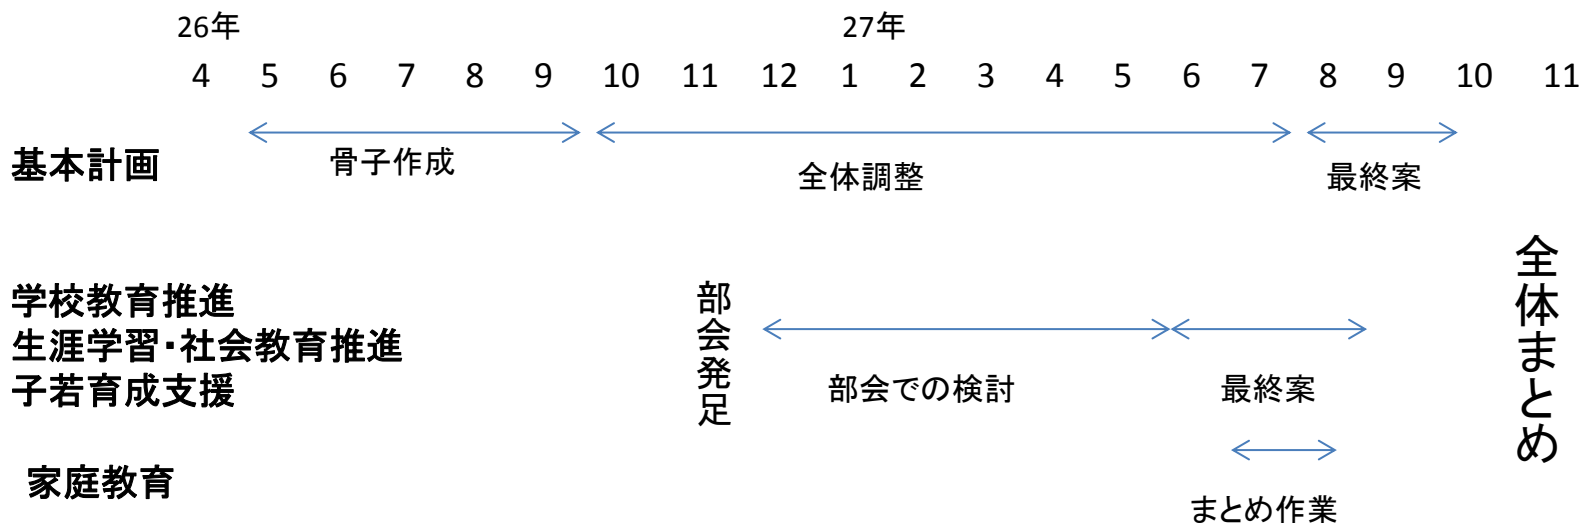 26年 27年
4 5 6 7 8 9 10 11 12 1 2 3 4 5 6 7 8 9 10 11
基本計画
骨子作成
全体調整
最終案
学校教育推進
生涯学習・社会教育推進
子若育成支援
部会発足
部会での検討
最終案
全体まとめ
家庭教育
まとめ作業